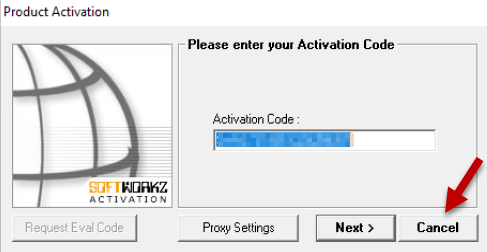 Product Activation
Please enter your Activation Code
Activation Code :
SOFTWORKZ
ACTIVATION
Request Eval Code
Proxy Settings
Next >
Cancel